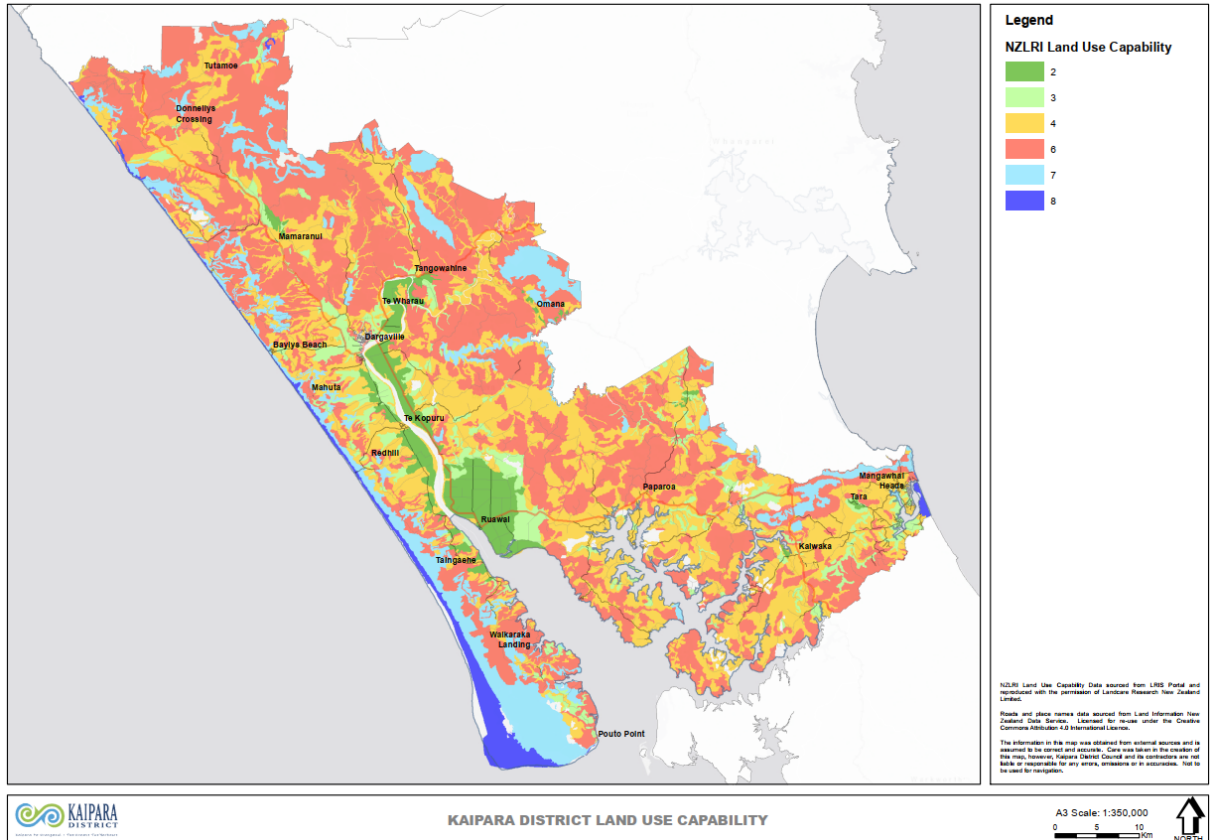 Tutamoe
Donnellys
Crossing
Mamaranui
Tangowahine
Te Wharau
Omana
Dargaville
Baylys Beach
Mahuta
Te Kopuru
Redhill
Ruawai
Paparoa
Mangawhai
Heads
Tara
Kaiwaka
Taingaehe
Waikaraka
Landing
Pouto Point
Whangarei
Legend
NZLRI Land Use Capability
2
3
4
6
7
8
NZLRI Land Use Capability Data sourced from LRIS Portal and
reproduced with the permission of Landcare Research New Zealand
Limited.
Roads and place names data sourced from Land Information New
Zealand Data Service. Licensed for re-use under the Creative
Commons Attribution 4.0 International Licence.
The information in this map was obtained from external sources and is
assumed to be correct and accurate. Care was taken in the creation of
this map, however, Kaipara District Council and its contractors are not
liable or responsible for any errors, omissions or in accuracies. Not to
be used for navigation.
KAIPARA
DISTRICT
KAIPARA DISTRICT LAND USE CAPABILITY
A3 Scale: 1:350,000
0 5 10
Km
NORTH